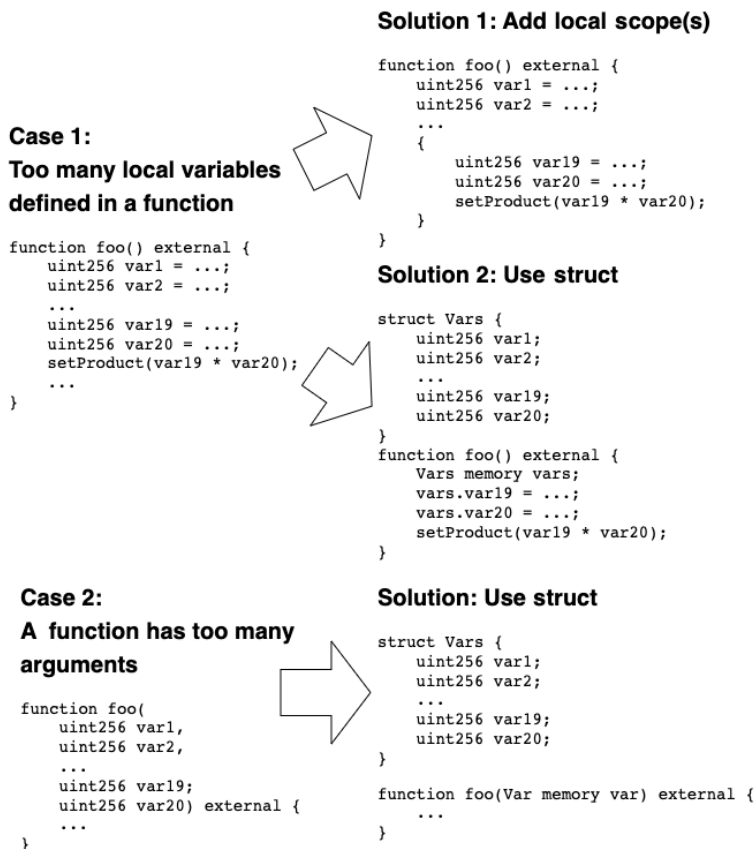 Case 1:
Too many local variables
defined in a function
function foo() external {
    uint256 var1 = ...;
    uint256 var2 = ...;
    ...
    uint256 var19 = ...;
    uint256 var20 = ...;
    setProduct(var19 * var20);
    ...
}
Solution 1: Add local scope(s)
function foo() external {
    uint256 var1 = ...;
    uint256 var2 = ...;
    ...
    {
        uint256 var19 = ...;
        uint256 var20 = ...;
        setProduct(var19 * var20);
    }
}
Solution 2: Use struct
struct Vars {
    uint256 var1;
    uint256 var2;
    ...
    uint256 var19;
    uint256 var20;
}
function foo() external {
    Vars memory vars;
    vars.var19 = ...;
    vars.var20 = ...;
    setProduct(var19 * var20);
}
Case 2:
A function has too many
arguments
function foo(
    uint256 var1,
    uint256 var2,
    ...
    uint256 var19;
    uint256 var20) external {
    ...
}
Solution: Use struct
struct Vars {
    uint256 var1;
    uint256 var2;
    ...
    uint256 var19;
    uint256 var20;
}
function foo(Var memory var) external {
    ...
}